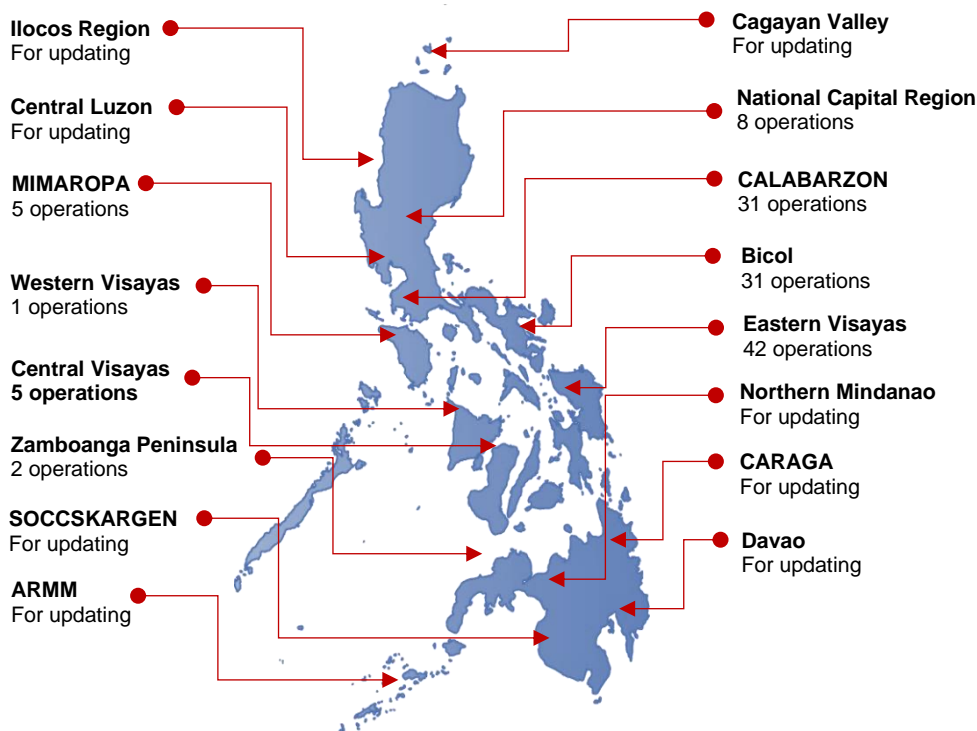 Ilocos Region
For updating
Central Luzon
For updating
MIMAROPA
5 operations
Western Visayas
1 operations
Central Visayas
5 operations
Zamboanga Peninsula
2 operations
SOCCSKARGEN
For updating
ARMM
For updating
Cagayan Valley
For updating
National Capital Region
8 operations
CALABARZON
31 operations
Bicol
31 operations
Eastern Visayas
42 operations
Northern Mindanao
For updating
CARAGA
For updating
Davao
For updating